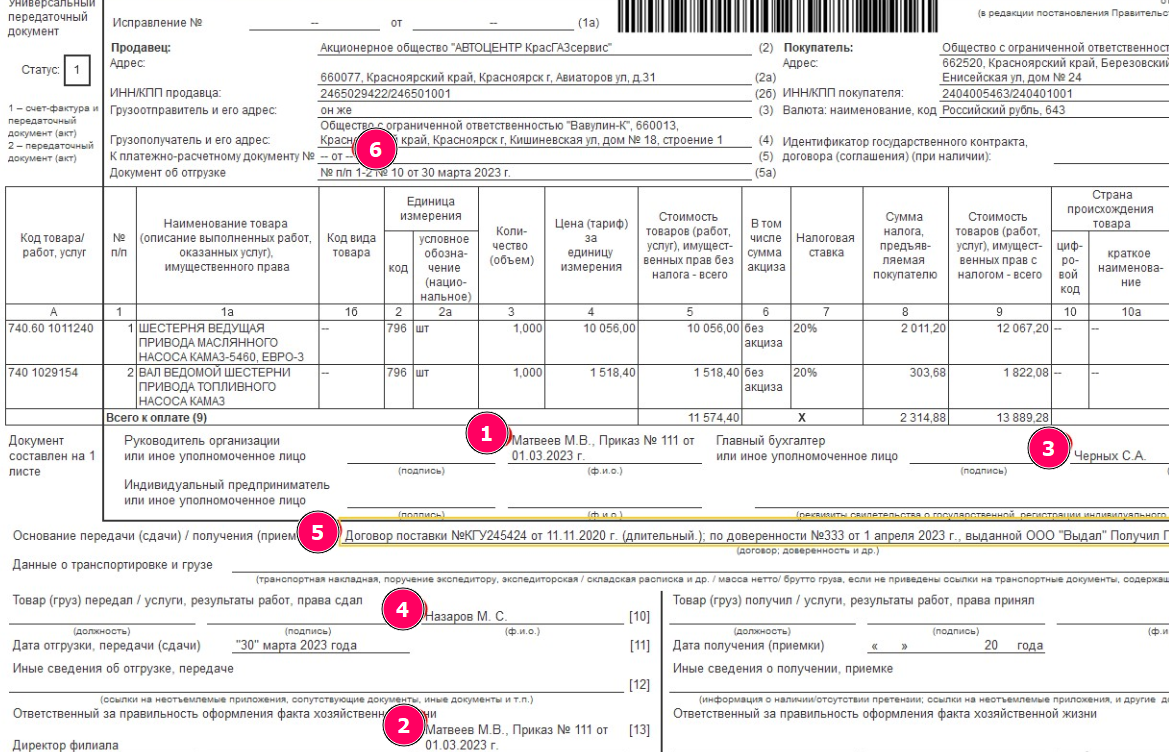 Универсальный
передаточный
документ
Исправление № -- от -- (1а)
(в редакции постановления Правительс
Статус: 1
1 – счет-фактура и
передаточный
документ (акт)
2 – передаточный
документ (акт)
Продавец: Акционерное общество "АВТОЦЕНТР КрасГАЗсервис" (2)
Адрес:
660077, Красноярский край, Красноярск г, Авиаторов ул, д.31 (2а)
ИНН/КПП продавца: 2465029422/246501001 (2б)
Грузоотправитель и его адрес: он же (3)
Общество с ограниченной ответственностью "Вавулин-К", 660013,
Грузополучатель и его адрес: край, Красноярск г, Кишиневская ул, дом № 18, строение 1 (4)
К платежно-расчетному документу № -- от -- (5)
Документ об отгрузке № п/п 1-2 № 10 от 30 марта 2023 г. (5а)
6
Покупатель: Общество с ограниченной ответственност
Адрес: 662520, Красноярский край, Березовский
Енисейская ул, дом № 24
ИНН/КПП покупателя: 2404005463/240401001
Валюта: наименование, код Российский рубль, 643
Идентификатор государственного контракта,
договора (соглашения) (при наличии):
Код товара/ работ, услуг
№ п/п
Наименование товара (описание выполненных работ, оказанных услуг), имущественного права
Код вида товара
Единица измерения
код
условное обозна- чение (нацио- нальное)
Коли- чество (объем)
Цена (тариф) за единицу измерения
Стоимость товаров (работ, услуг), имущест- венных прав без налога - всего
В том числе сумма акциза
Налоговая ставка
Сумма налога, предъяв- ляемая покупателю
Стоимость товаров (работ, услуг), имущест- венных прав с налогом - всего
Страна происхождения товара
циф- ро- вой код
краткое наименова- ние
А 1 1а 1б 2 2а 3 4 5 6 7 8 9 10 10а
740.60 1011240 1 ШЕСТЕРНЯ ВЕДУЩАЯ -- 796 шт 1,000 10 056,00 10 056,00 без 20% 2 011,20 12 067,20 -- --
ПРИВОДА МАСЛЯННОГО акциза
НАСОСА КАМАЗ-5460, ЕВРО-3
740 1029154 2 ВАЛ ВЕДОМОЙ ШЕСТЕРНИ -- 796 шт 1,000 1 518,40 1 518,40 без 20% 303,68 1 822,08 -- --
ПРИВОДА ТОПЛИВНОГО акциза
НАСОСА КАМАЗ
Всего к оплате (9) 11 574,40 Х 2 314,88 13 889,28
Документ
составлен на 1
листе
Руководитель организации
или иное уполномоченное лицо
(подпись)
1
Матвеев М.В., Приказ № 111 от
01.03.2023 г.
(ф.и.о.)
Главный бухгалтер
или иное уполномоченное лицо
(подпись)
3
Черных С.А.
(
Индивидуальный предприниматель
или иное уполномоченное лицо
(подпись) (ф.и.о.) (реквизиты свидетельства о государственной регистрации индивидуального
Основание передачи (сдачи) / получения (прием 5 Договор поставки №КГУ245424 от 11.11.2020 г. (длительный.); по доверенности №333 от 1 апреля 2023 г., выданной ООО "Выдал" Получил П
(договор; доверенность и др.)
Данные о транспортировке и грузе
(транспортная накладная, поручение экспедитору, экспедиторская / складская расписка и др. / масса нетто/ брутто груза, если не приведены ссылки на транспортные документы, содержащ
Товар (груз) передал / услуги, результаты работ, права сдал
4
Назаров М. С. [10]
(должность) (подпись) (ф.и.о.)
Дата отгрузки, передачи (сдачи) "30" марта 2023 года [11]
Иные сведения об отгрузке, передаче
[12]
(ссылки на неотъемлемые приложения, сопутствующие документы, иные документы и т.п.)
Ответственный за правильность оформления факта хозяйственн ни
2
Матвеев М.В., Приказ № 111 от [13]
Директор филиала 01.03.2023 г.
Товар (груз) получил / услуги, результаты работ, права принял
(должность) (подпись) (ф.и
Дата получения (приемки) « » 20 года
Иные сведения о получении, приемке
(информация о наличии/отсутствии претензии; ссылки на неотъемлемые приложения, и другие д
Ответственный за правильность оформления факта хозяйственной жизни